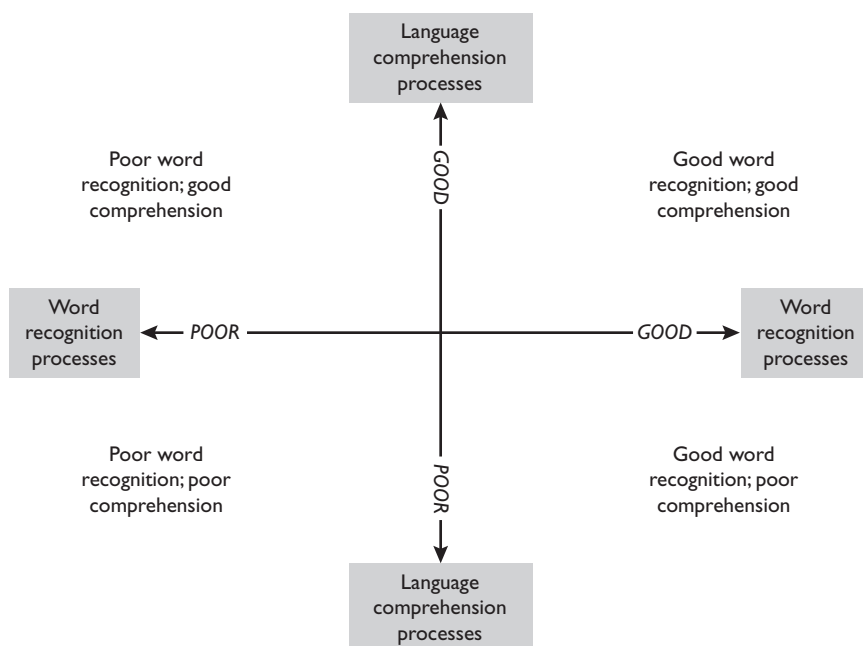 Language
comprehension
processes
GOOD
Poor word
recognition; good
comprehension
Good word
recognition; good
comprehension
Word
recognition
processes
POOR
GOOD
Word
recognition
processes
Poor word
recognition; poor
comprehension
POOR
Good word
recognition; poor
comprehension
Language
comprehension
processes